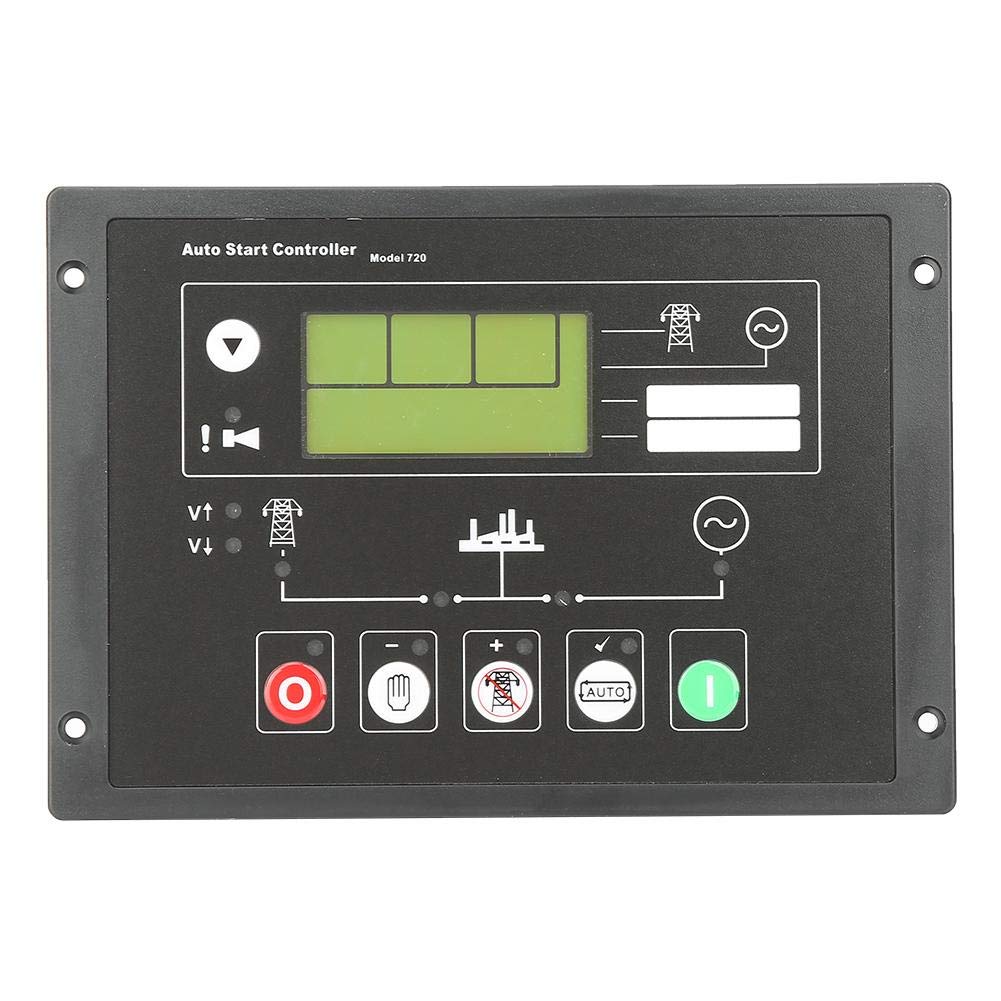 Auto Start Controller Model 720
!
V↑
V↓
− + ✓
O AUTO I